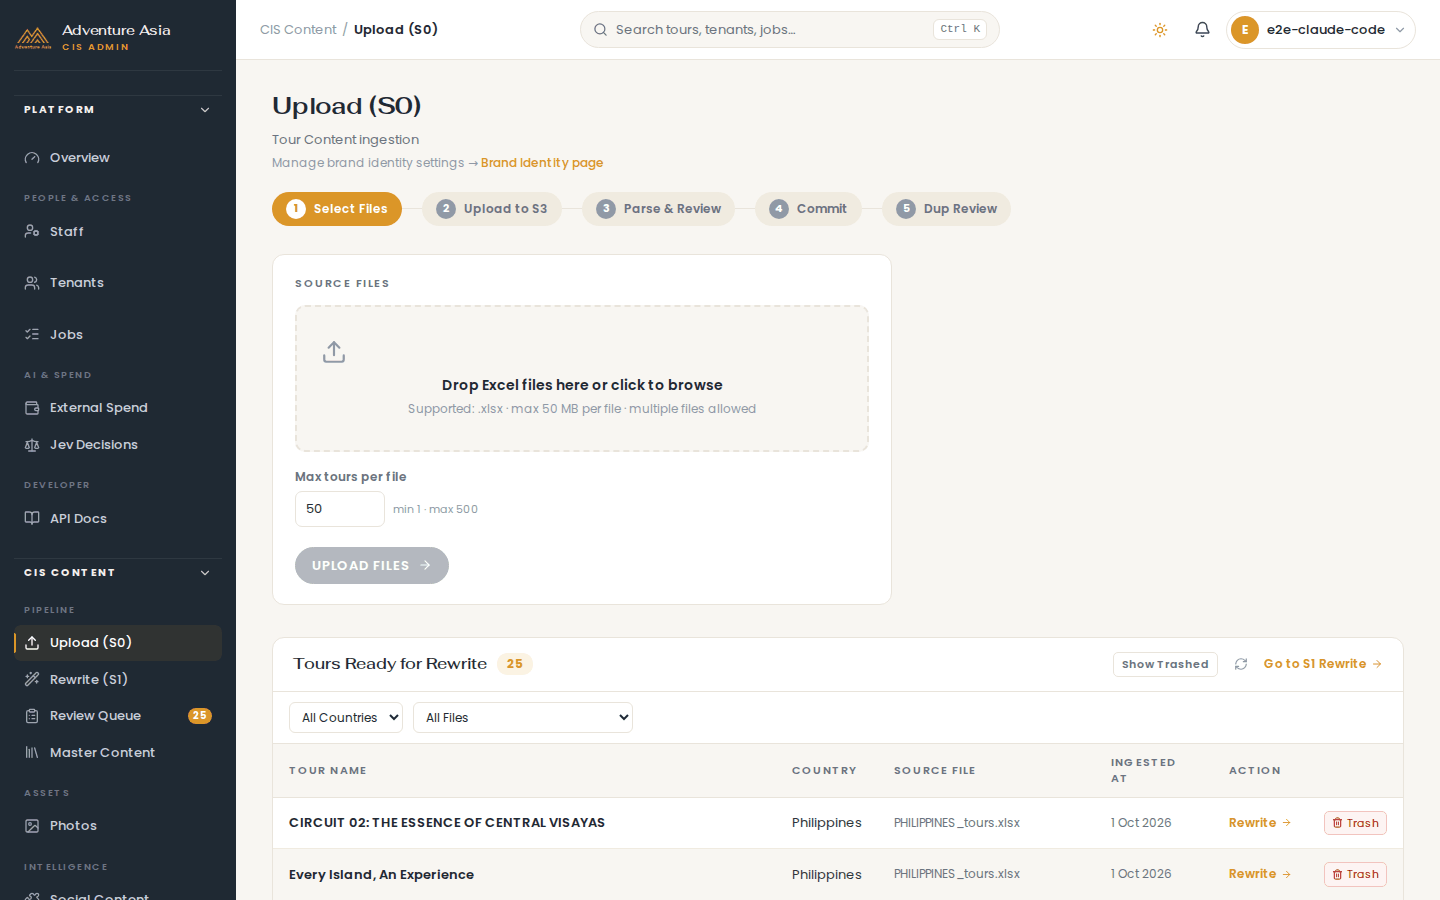 Adventure Asia
CIS ADMIN
Adventure Asia
CIS Content / Upload (S0)
Search tours, tenants, jobs...
Ctrl K
E
e2e-claude-code
PLATFORM
Overview
PEOPLE & ACCESS
Staff
Tenants
Jobs
AI & SPEND
External Spend
Jev Decisions
DEVELOPER
API Docs
CIS CONTENT
PIPELINE
Upload (S0)
Rewrite (S1)
Review Queue 25
Master Content
ASSETS
Photos
INTELLIGENCE
Social Content
Upload (S0)
Tour Content ingestion
Manage brand identity settings → Brand Identity page
1 Select Files
2 Upload to S3
3 Parse & Review
4 Commit
5 Dup Review
SOURCE FILES
Drop Excel files here or click to browse
Supported: .xlsx · max 50 MB per file · multiple files allowed
Max tours per file
50
min 1 · max 500
UPLOAD FILES →
Tours Ready for Rewrite 25
Show Trashed
Go to S1 Rewrite →
All Countries
All Files
TOUR NAME COUNTRY SOURCE FILE INGESTED AT ACTION
CIRCUIT 02: THE ESSENCE OF CENTRAL VISAYAS Philippines PHILIPPINES_tours.xlsx 1 Oct 2026 Rewrite → Trash
Every Island, An Experience Philippines PHILIPPINES_tours.xlsx 1 Oct 2026 Rewrite → Trash